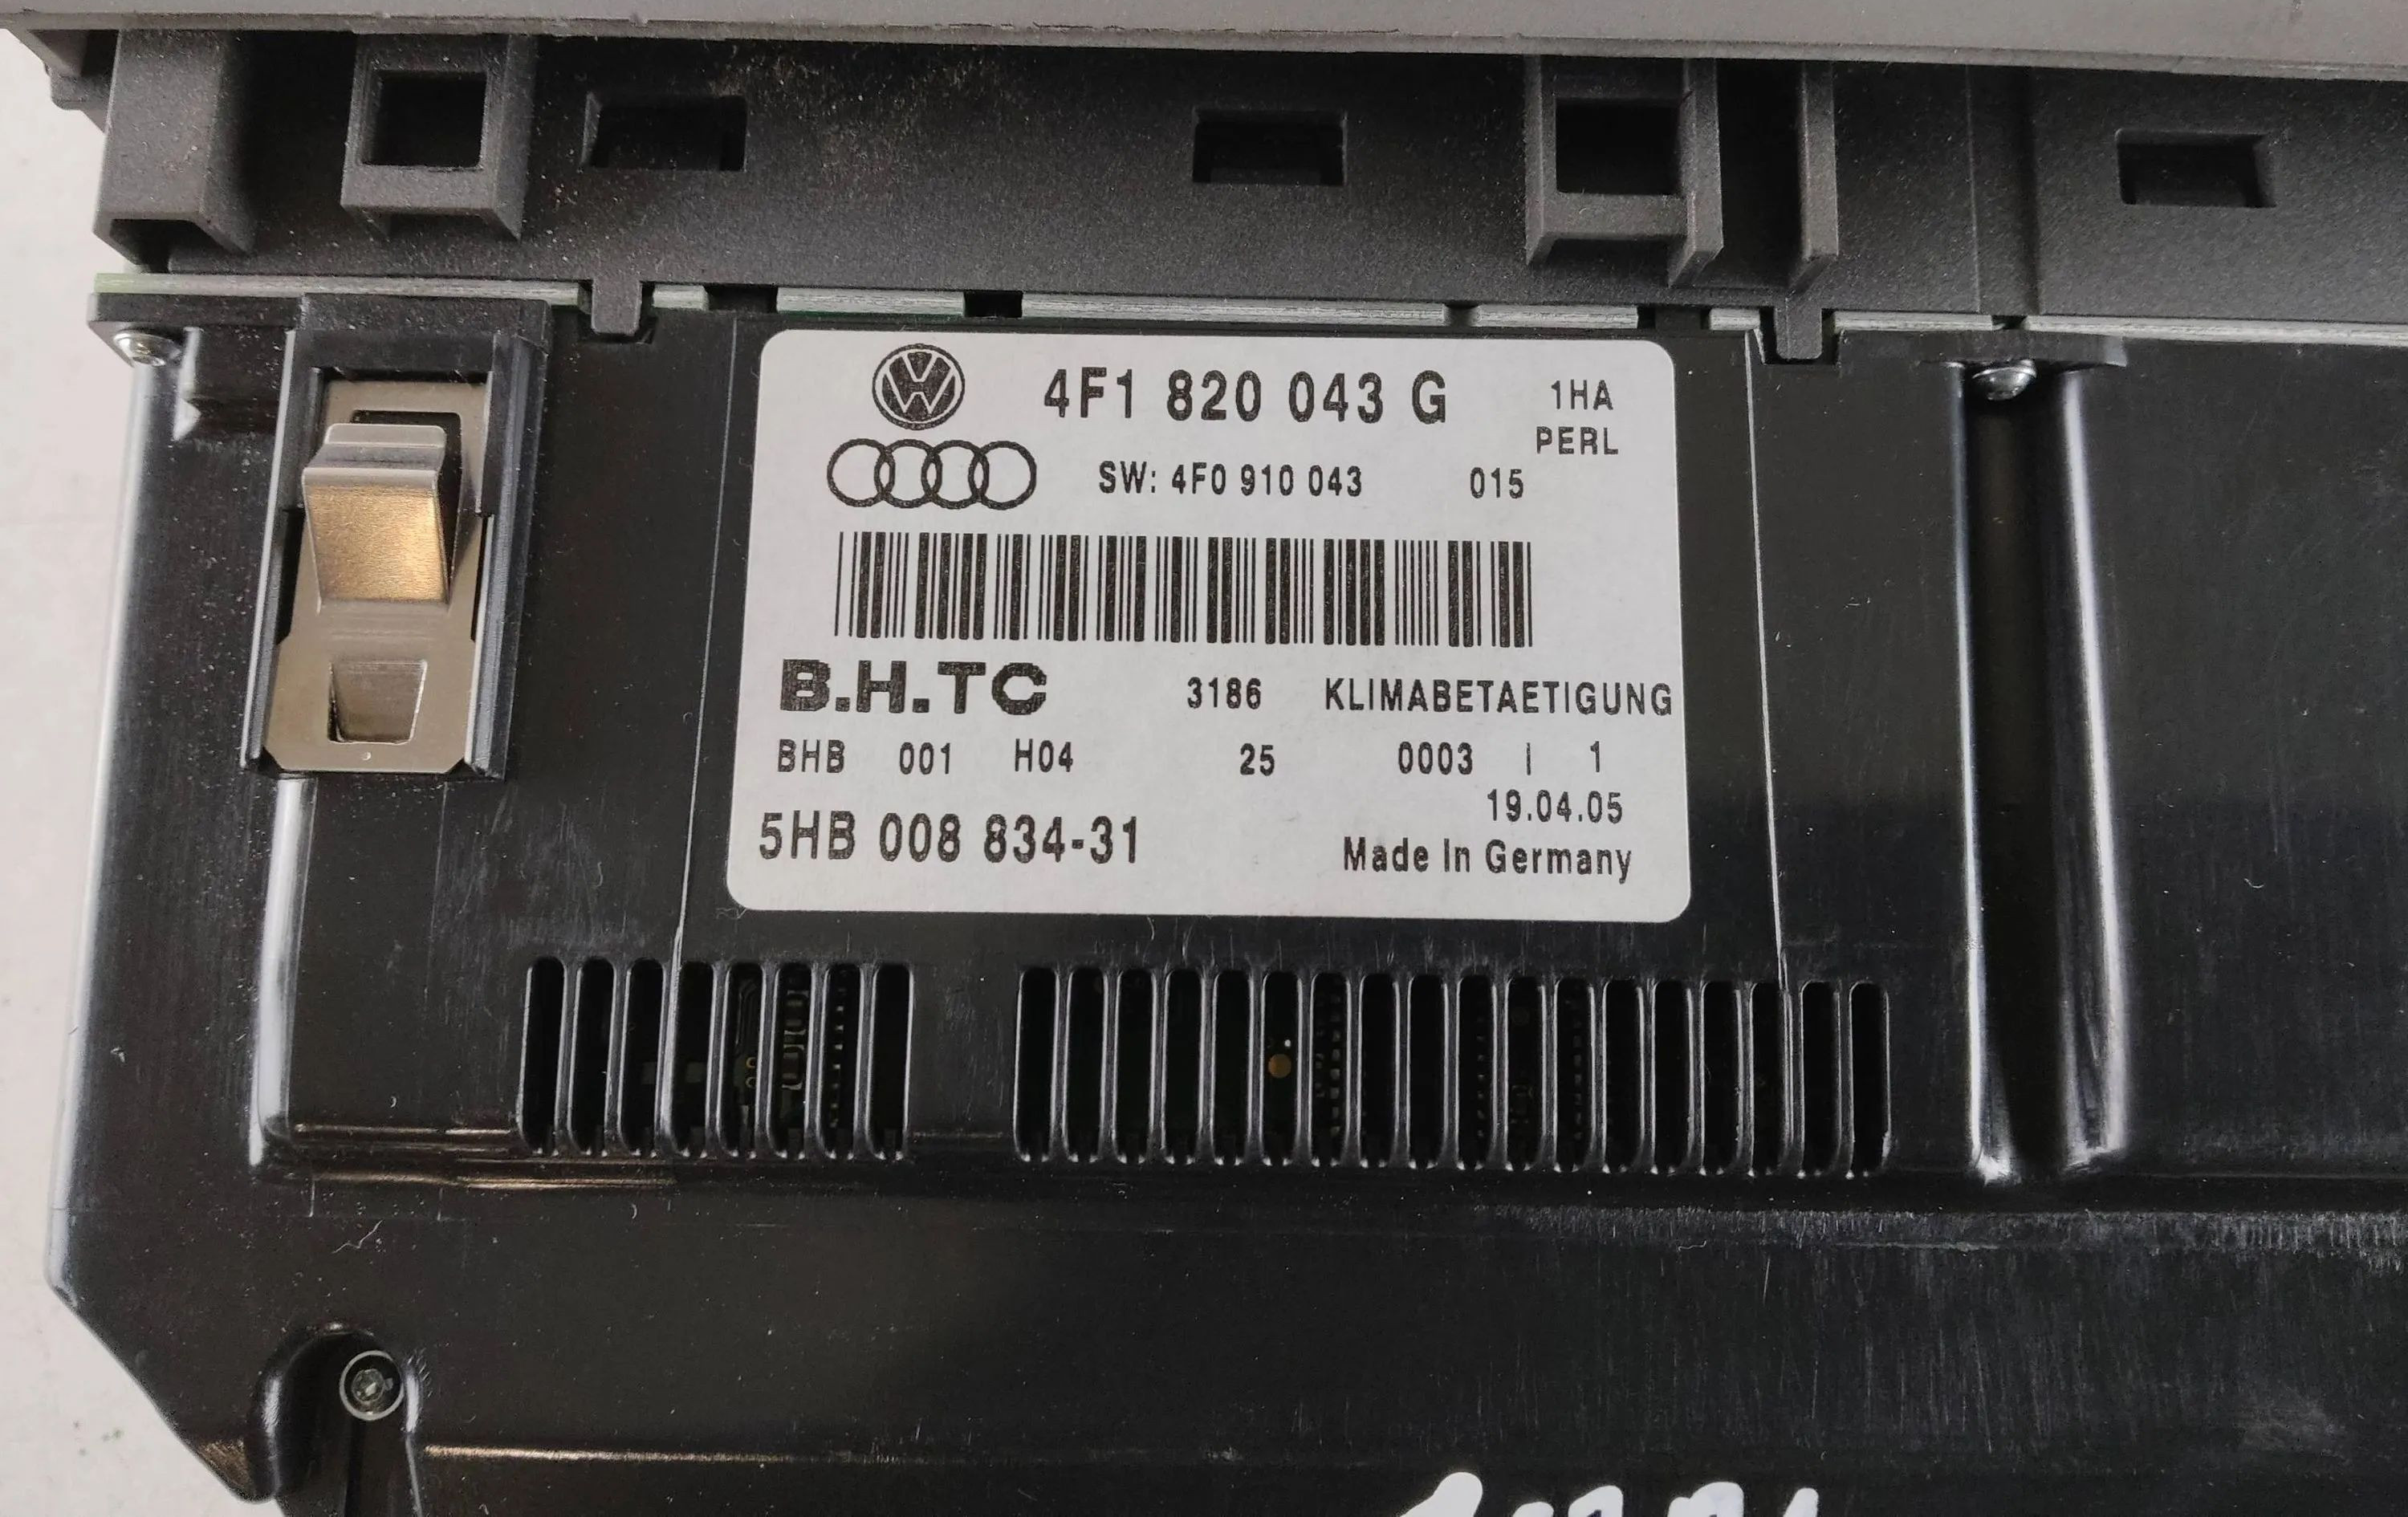 4F1 820 043 G 1HA
PERL
SW: 4F0 910 043 015
B.H.TC 3186 KLIMABETAETIGUNG
BHB 001 H04 25 0003 I 1
19.04.05
5HB 008 834-31
Made In Germany